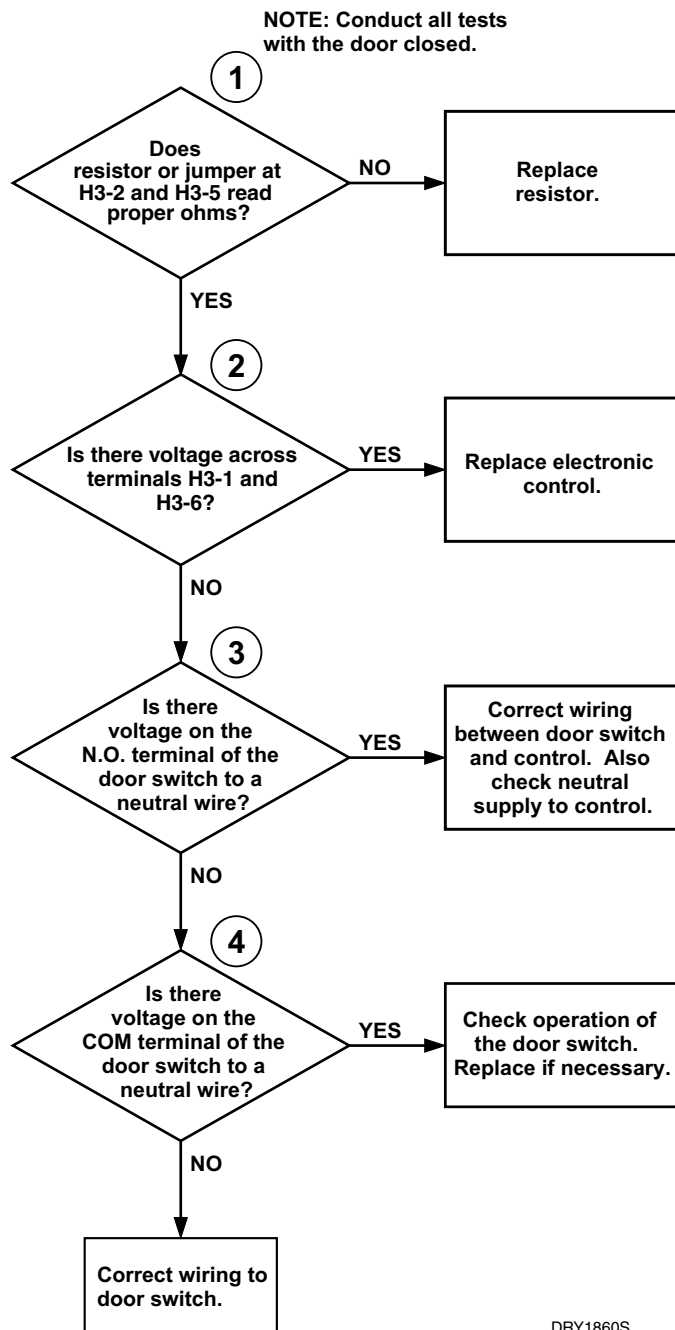 NOTE: Conduct all tests
with the door closed.
1
Does
resistor or jumper at
H3-2 and H3-5 read
proper ohms?
NO
Replace
resistor.
YES
2
Is there voltage across
terminals H3-1 and
H3-6?
YES
Replace electronic
control.
NO
3
Is there
voltage on the
N.O. terminal of the
door switch to a
neutral wire?
YES
Correct wiring
between door switch
and control. Also
check neutral
supply to control.
NO
4
Is there
voltage on the
COM terminal of the
door switch to a
neutral wire?
YES
Check operation of
the door switch.
Replace if necessary.
NO
Correct wiring to
door switch.
DRY1860S